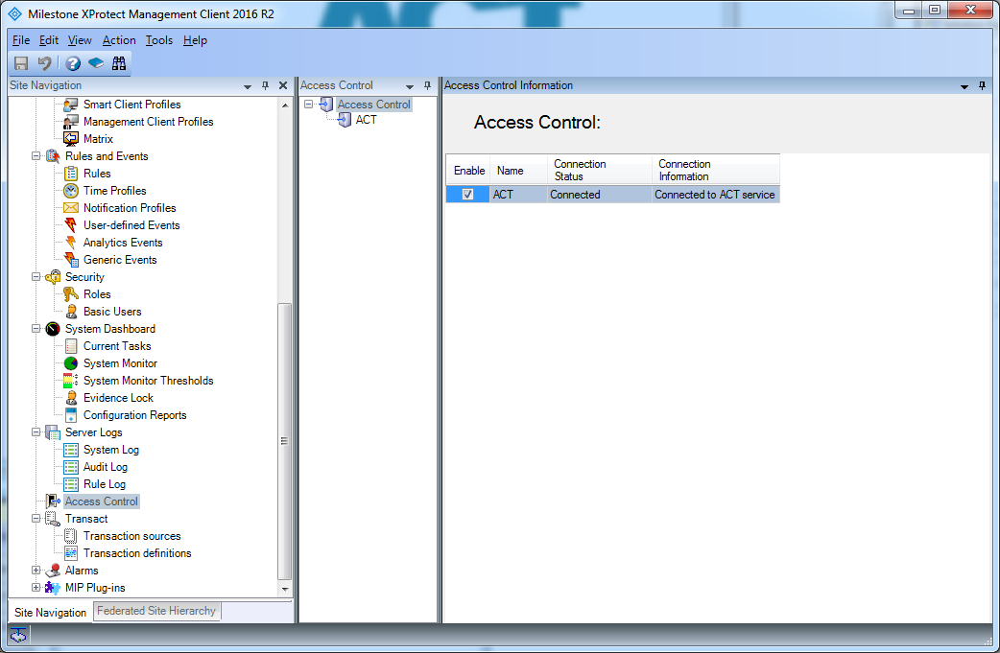 Milestone XProtect Management Client 2016 R2
File Edit View Action Tools Help
Site Navigation
Smart Client Profiles
Management Client Profiles
Matrix
Rules and Events
Rules
Time Profiles
Notification Profiles
User-defined Events
Analytics Events
Generic Events
Security
Roles
Basic Users
System Dashboard
Current Tasks
System Monitor
System Monitor Thresholds
Evidence Lock
Configuration Reports
Server Logs
System Log
Audit Log
Rule Log
Access Control
Transact
Transaction sources
Transaction definitions
Alarms
MIP Plug-ins
Site Navigation Federated Site Hierarchy
Access Control
Access Control
ACT
Access Control Information
Access Control:
Enable Name Connection Status Connection Information
ACT Connected Connected to ACT service